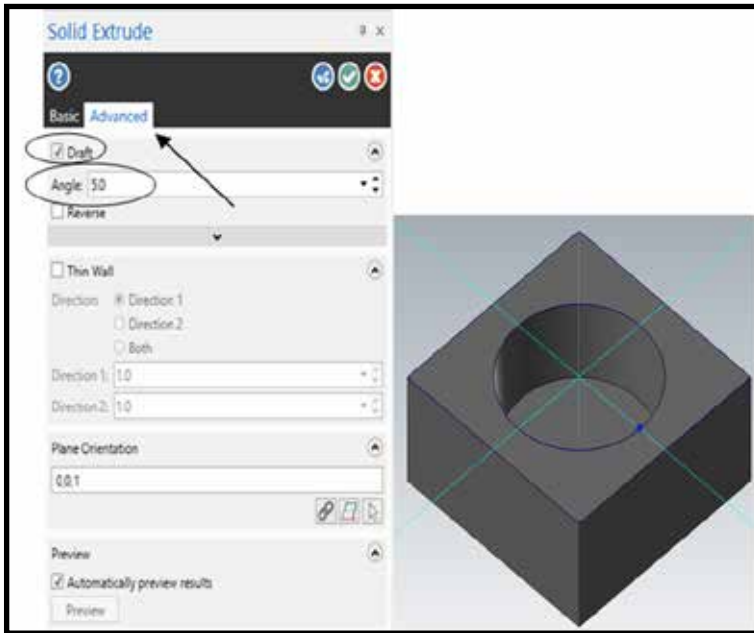 Solid Extrude
Basic Advanced
Draft
Angle: 5.0
Reverse
Thin Wall
Direction: Direction 1
Direction 2
Both
Direction 1: 1.0
Direction 2: 1.0
Plane Orientation
0,0,1
Preview
Automatically preview results
Preview